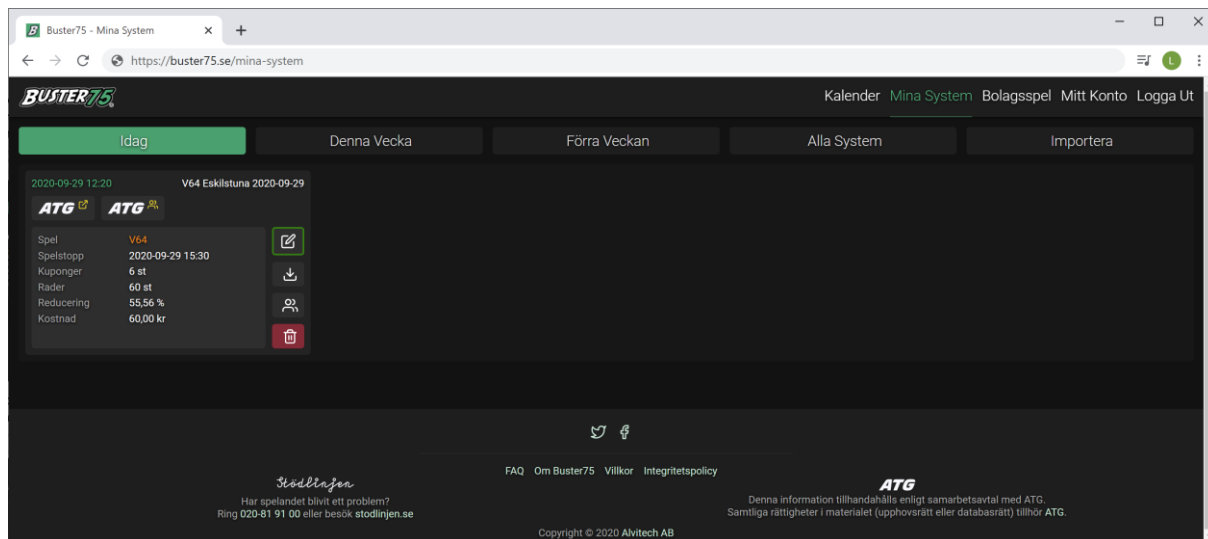 Buster75 - Mina System
https://buster75.se/mina-system
L
BUSTER75
Kalender Mina System Bolagsspel Mitt Konto Logga Ut
Idag Denna Vecka Förra Veckan Alla System Importera
2020-09-29 12:20 V64 Eskilstuna 2020-09-29
ATG ATG
Spel V64
Spelstopp 2020-09-29 15:30
Kuponger 6 st
Rader 60 st
Reducering 55,56 %
Kostnad 60,00 kr
FAQ Om Buster75 Villkor Integritetspolicy
Stödlinjen
Har spelandet blivit ett problem?
Ring 020-81 91 00 eller besök stodlinjen.se
ATG
Denna information tillhandahålls enligt samarbetsavtal med ATG.
Samtliga rättigheter i materialet (upphovsrätt eller databasrätt) tillhör ATG.
Copyright © 2020 Alvitech AB